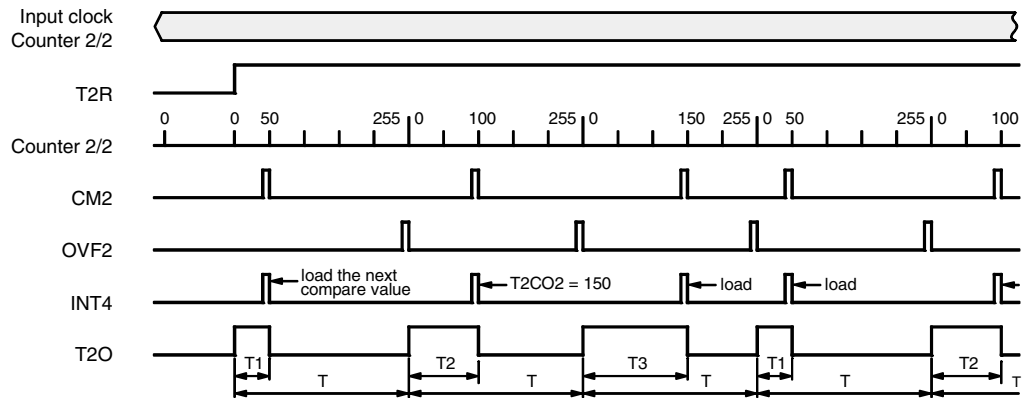 Input clock
Counter 2/2
T2R
0 0 50 255 0 100 255 0 150 255 0 50 255 0 100
Counter 2/2
CM2
OVF2
INT4
load the next
compare value
T2CO2 = 150
load
load
T2O
T1 T2 T3 T1 T2
T T T T T